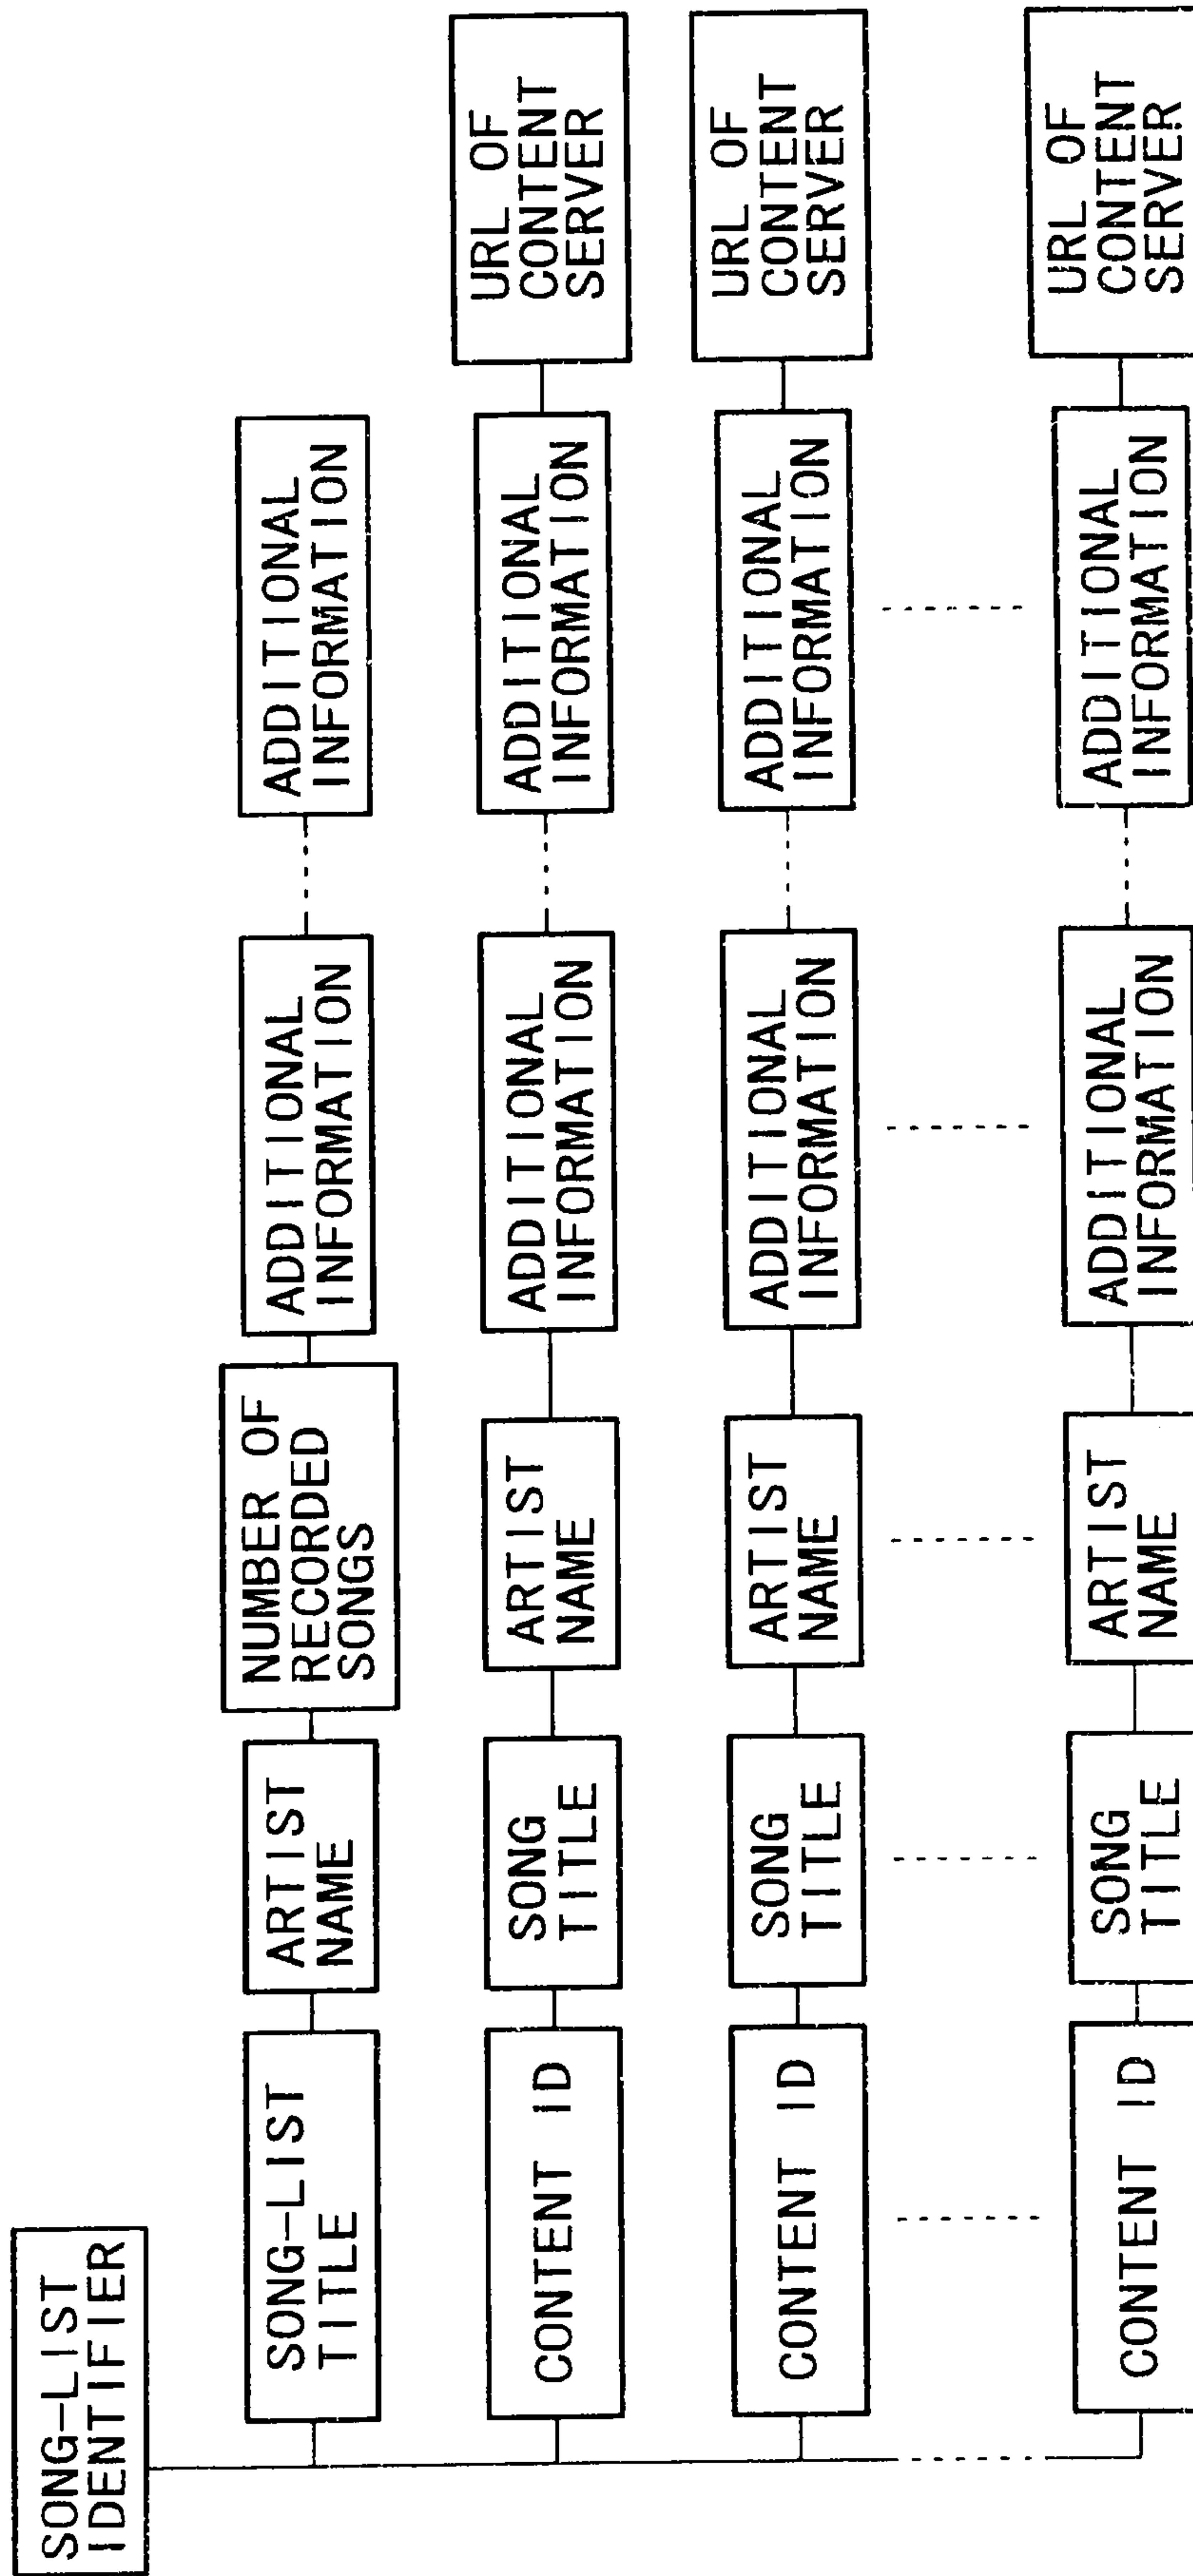 SONG-LIST
IDENTIFIER
SONG-LIST
TITLE
ARTIST
NAME
NUMBER OF
RECORDED
SONGS
ADDITIONAL
INFORMATION
ADDITIONAL
INFORMATION
CONTENT ID
SONG
TITLE
ARTIST
NAME
ADDITIONAL
INFORMATION
ADDITIONAL
INFORMATION
URL OF
CONTENT
SERVER
CONTENT ID
SONG
TITLE
ARTIST
NAME
ADDITIONAL
INFORMATION
ADDITIONAL
INFORMATION
URL OF
CONTENT
SERVER
CONTENT ID
SONG
TITLE
ARTIST
NAME
ADDITIONAL
INFORMATION
ADDITIONAL
INFORMATION
URL OF
CONTENT
SERVER